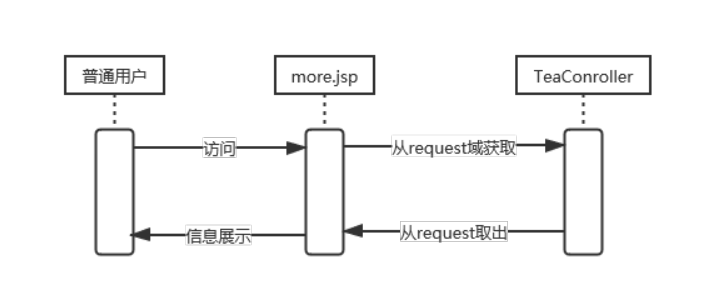 普通用户
more.jsp
TeaConroller
访问
从request域获取
信息展示
从request取出